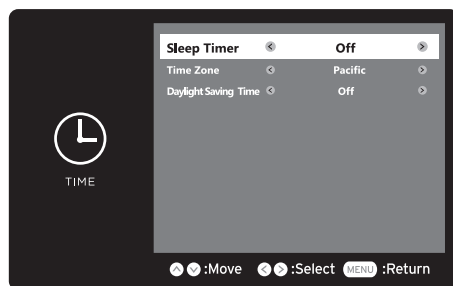 Sleep Timer Off
Time Zone Pacific
Daylight Saving Time Off
TIME
:Move :Select MENU :Return